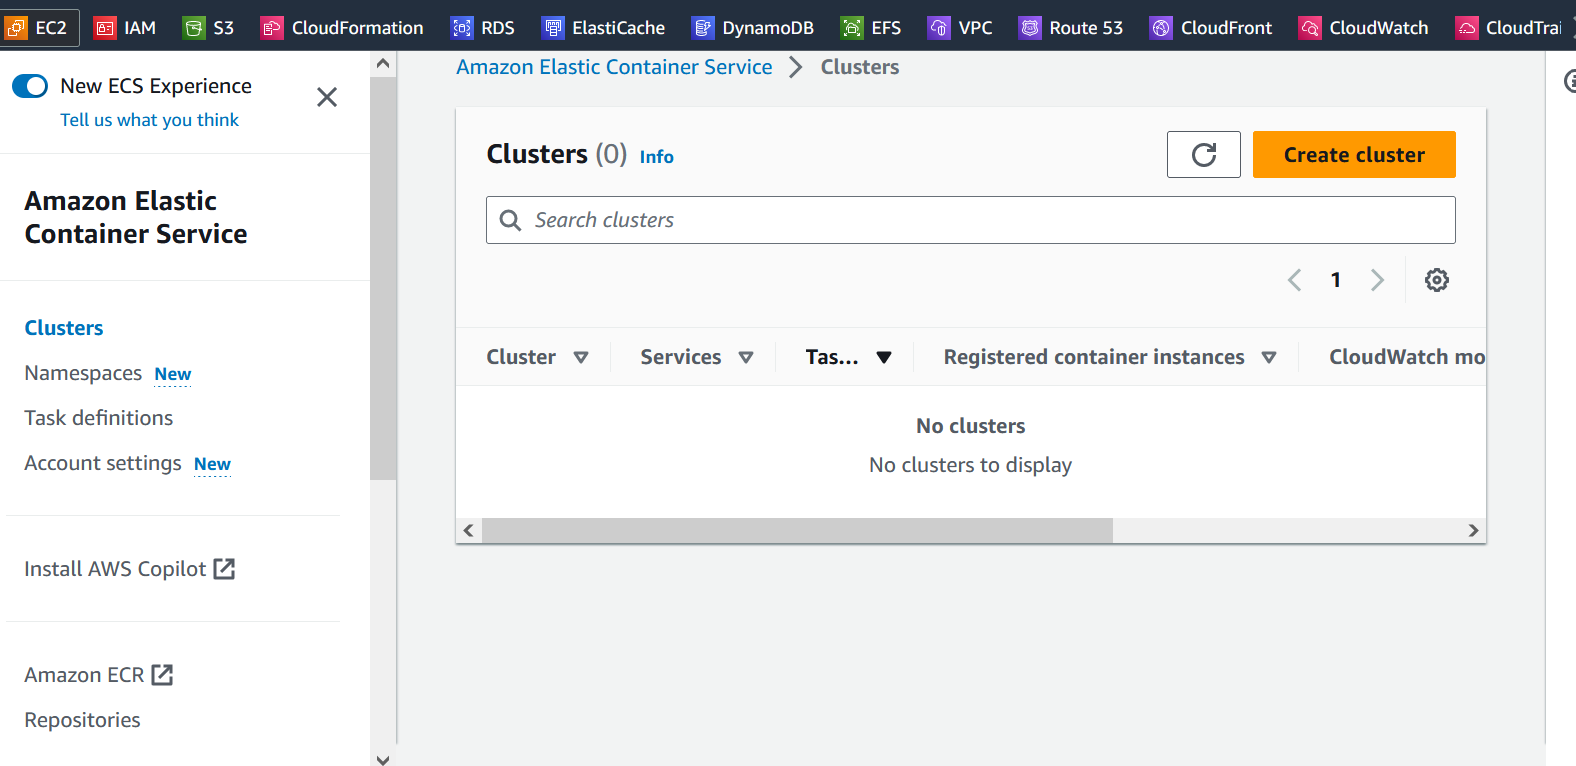 EC2 IAM S3 CloudFormation RDS ElastiCache DynamoDB EFS VPC Route 53 CloudFront CloudWatch CloudTrai
New ECS Experience
Tell us what you think
Amazon Elastic
Container Service
Clusters
Namespaces New
Task definitions
Account settings New
Install AWS Copilot
Amazon ECR
Repositories
Amazon Elastic Container Service > Clusters
Clusters (0) Info
Create cluster
Search clusters
1
Cluster Services Tas... Registered container instances CloudWatch mo
No clusters
No clusters to display